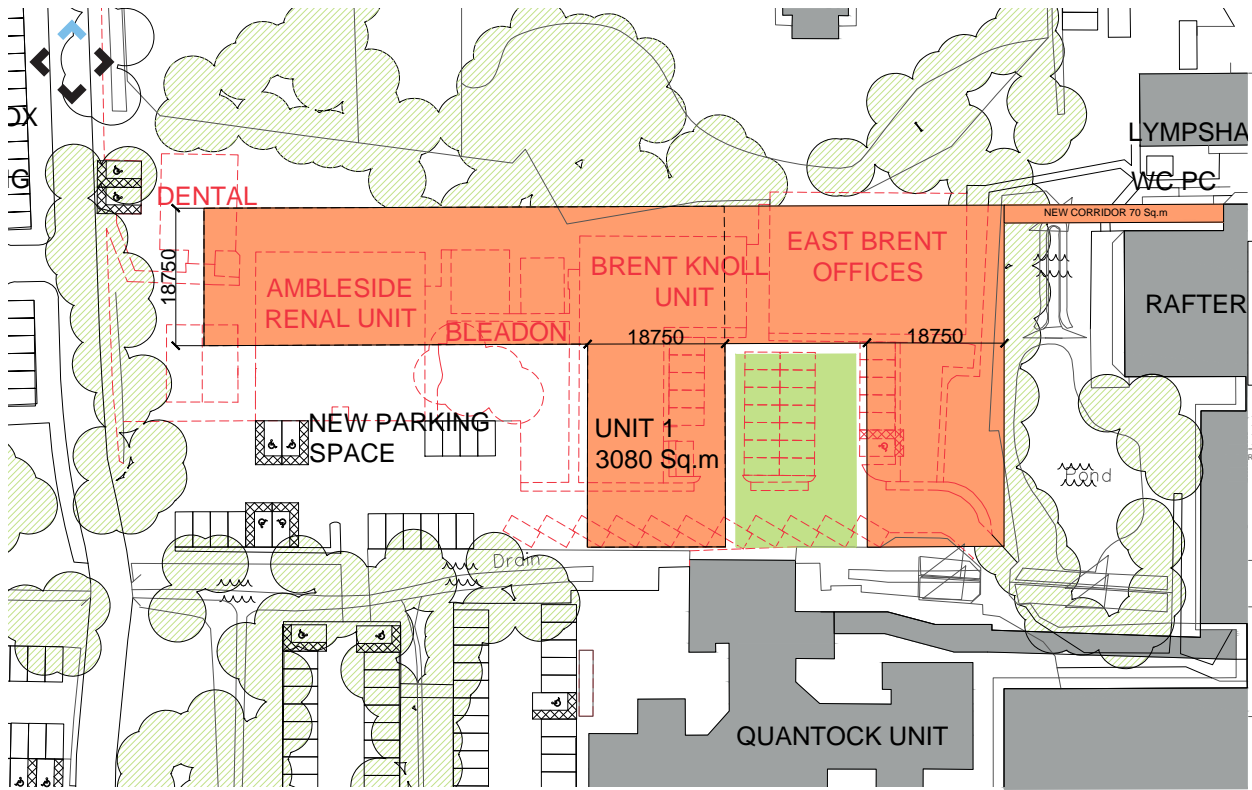 OX
LYMPSHA
G
WC PC
DENTAL
NEW CORRIDOR 70 Sq.m
EAST BRENT
OFFICES
18750
BRENT KNOLL
UNIT
AMBLESIDE
RENAL UNIT
RAFTER
BLEADON
18750
18750
NEW PARKING
SPACE
UNIT 1
3080 Sq.m
Pond
Drain
QUANTOCK UNIT